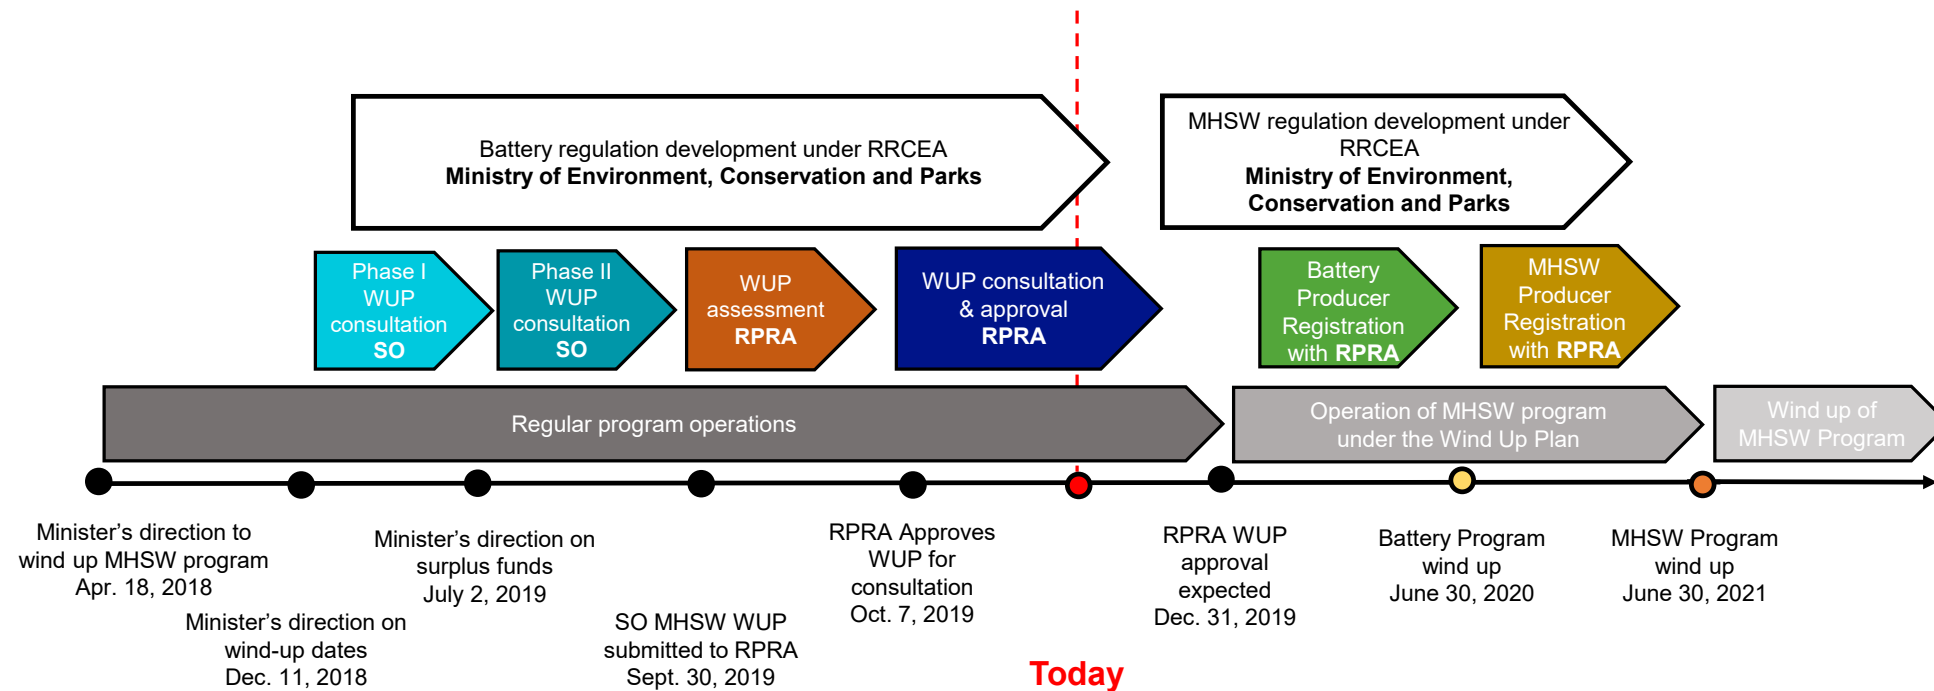 Battery regulation development under RRCEA
Ministry of Environment, Conservation and Parks
MHSW regulation development under
RRCEA
Ministry of Environment,
Conservation and Parks
Phase I
WUP
consultation
SO
Phase II
WUP
consultation
SO
WUP
assessment
RPRA
WUP consultation
& approval
RPRA
Battery
Producer
Registration
with RPRA
MHSW
Producer
Registration
with RPRA
Regular program operations
Operation of MHSW program
under the Wind Up Plan
Wind up of
MHSW Program
Minister’s direction to
wind up MHSW program
Apr. 18, 2018
Minister’s direction on
wind-up dates
Dec. 11, 2018
Minister’s direction on
surplus funds
July 2, 2019
SO MHSW WUP
submitted to RPRA
Sept. 30, 2019
RPRA Approves
WUP for
consultation
Oct. 7, 2019
Today
RPRA WUP
approval
expected
Dec. 31, 2019
Battery Program
wind up
June 30, 2020
MHSW Program
wind up
June 30, 2021